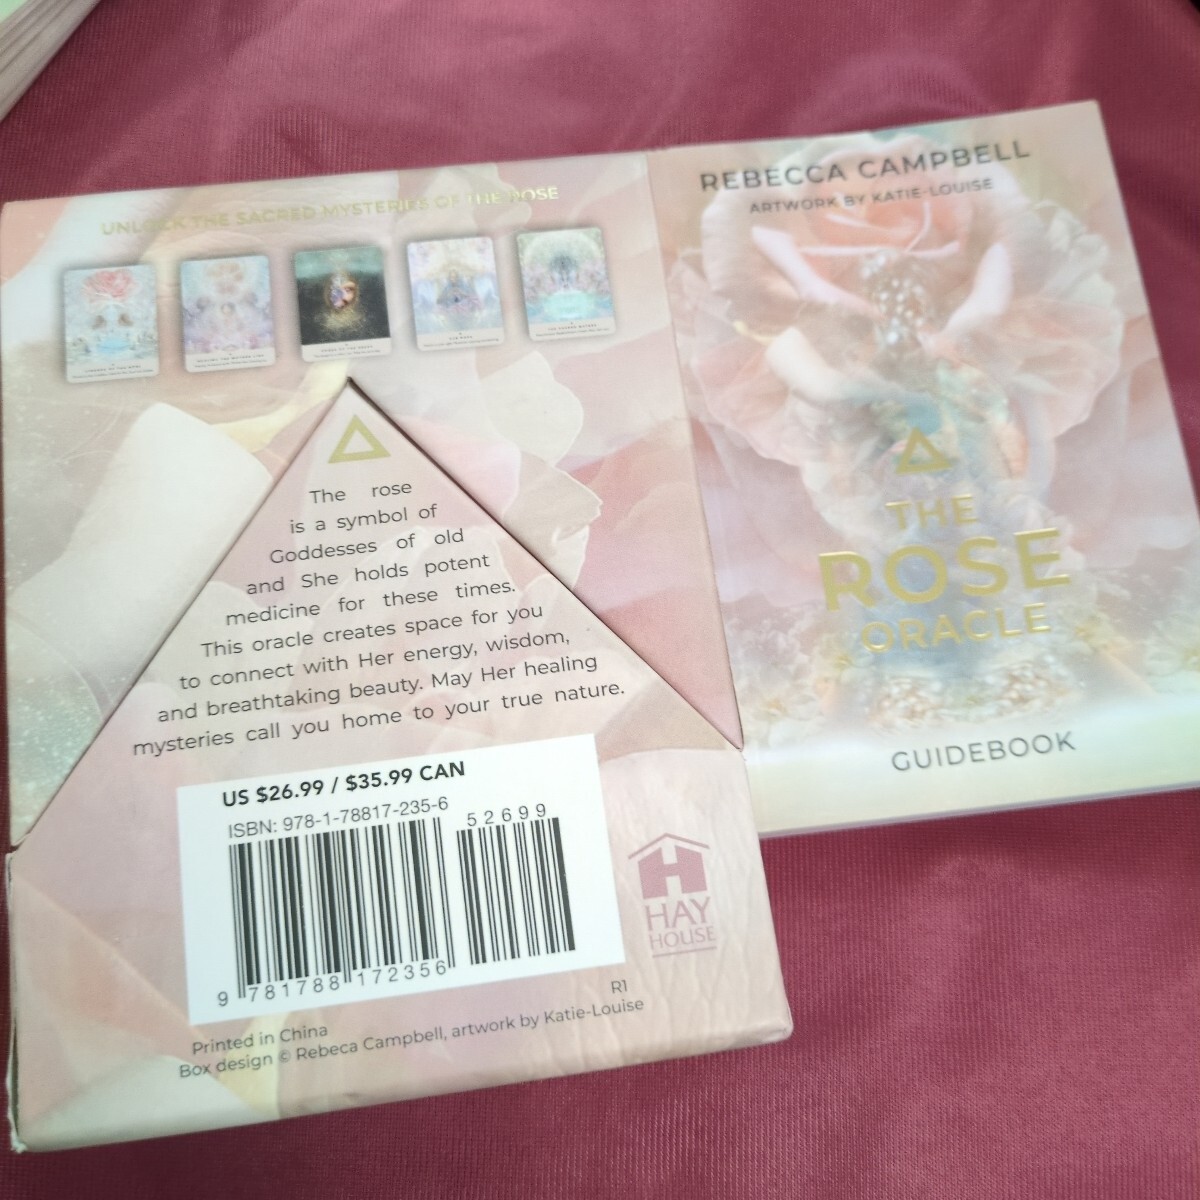 UNLOCK THE SACRED MYSTERIES OF THE ROSE
The rose
is a symbol of
Goddesses of old
and She holds potent
medicine for these times.
This oracle creates space for you
to connect with Her energy, wisdom,
and breathtaking beauty. May Her healing
mysteries call you home to your true nature.
US $26.99 / $35.99 CAN
ISBN: 978-1-78817-235-6
52699
9 781788 172356
HAY
HOUSE
R1
Printed in China
Box design © Rebeca Campbell, artwork by Katie-Louise
REBECCA CAMPBELL
ARTWORK BY KATIE-LOUISE
THE
ROSE
ORACLE
GUIDEBOOK